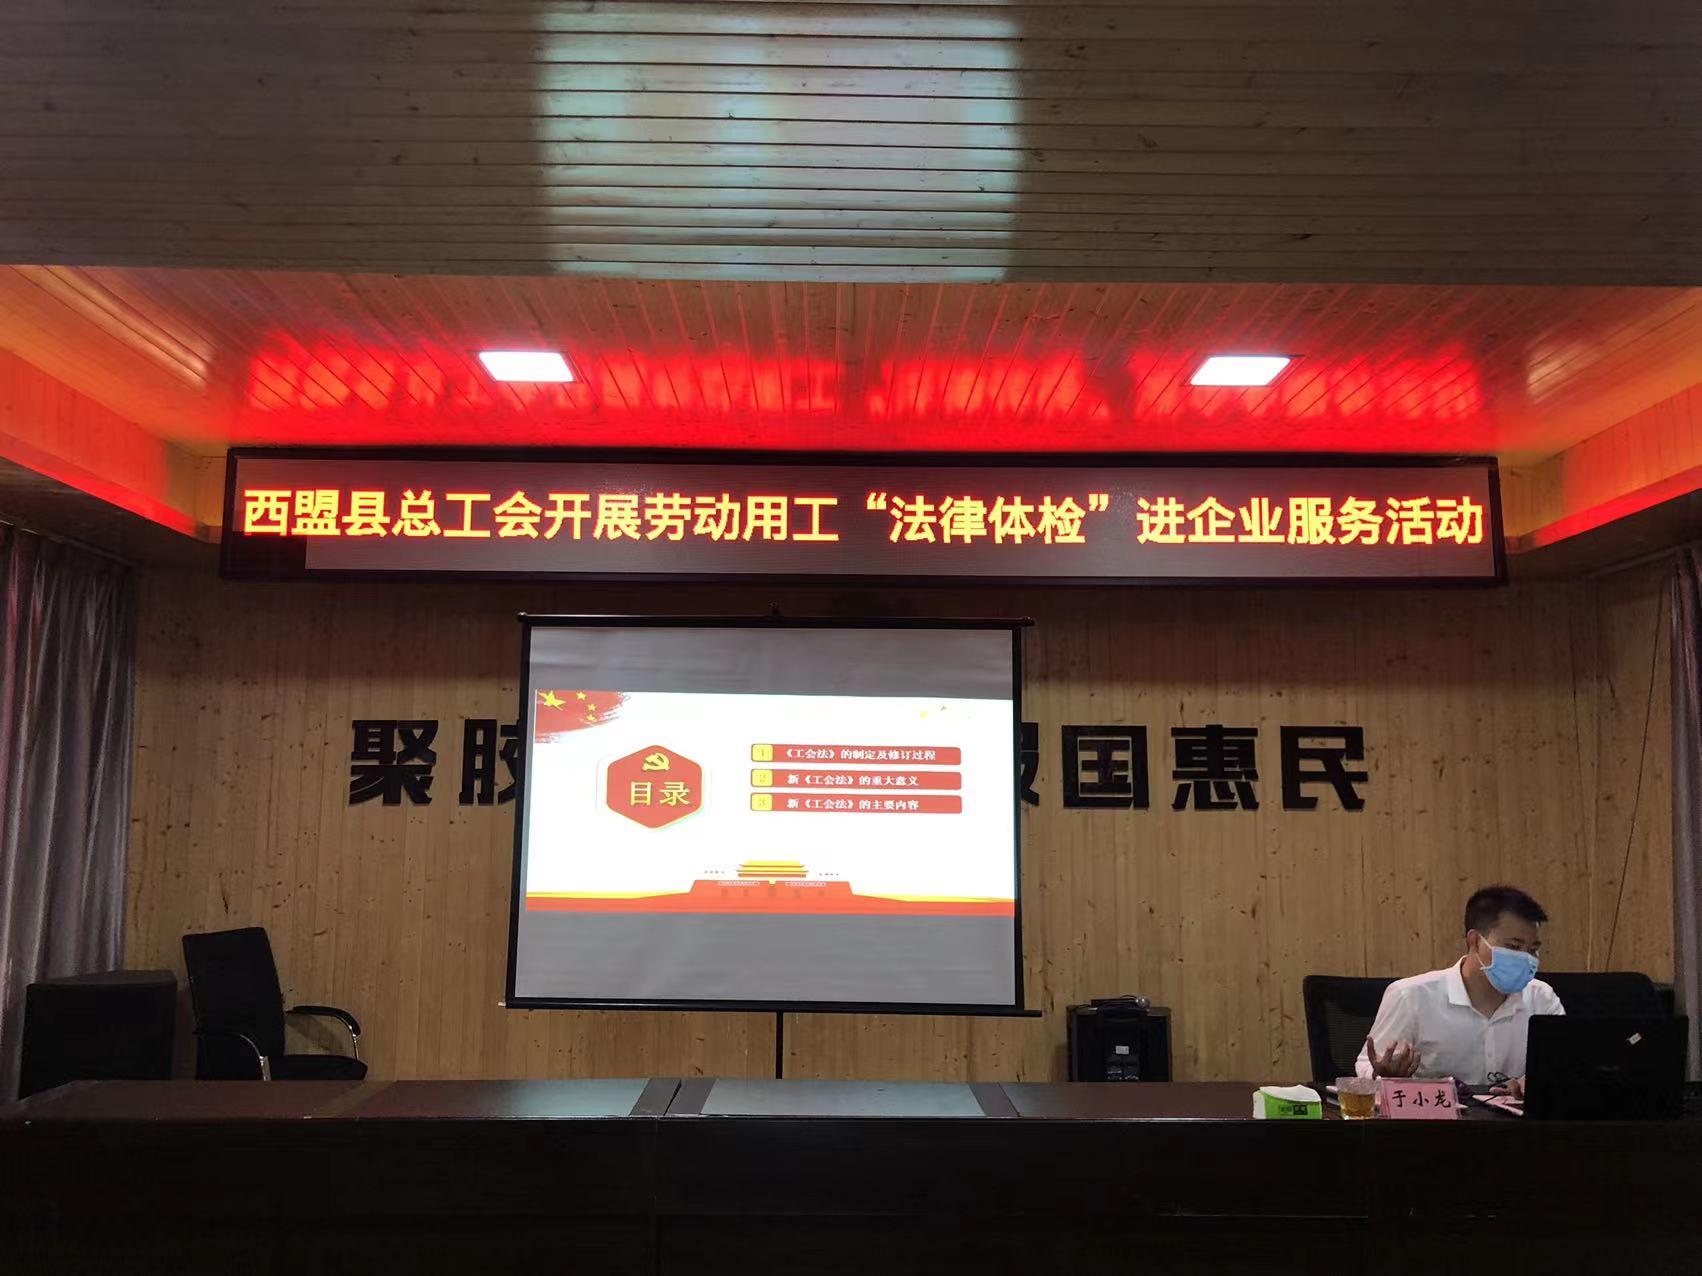 西盟县总工会开展劳动用工“法律体检”进企业服务活动
聚胶 报国惠民
目录
1 《工会法》的制定及修订过程
2 新《工会法》的重大意义
3 新《工会法》的主要内容
于小龙